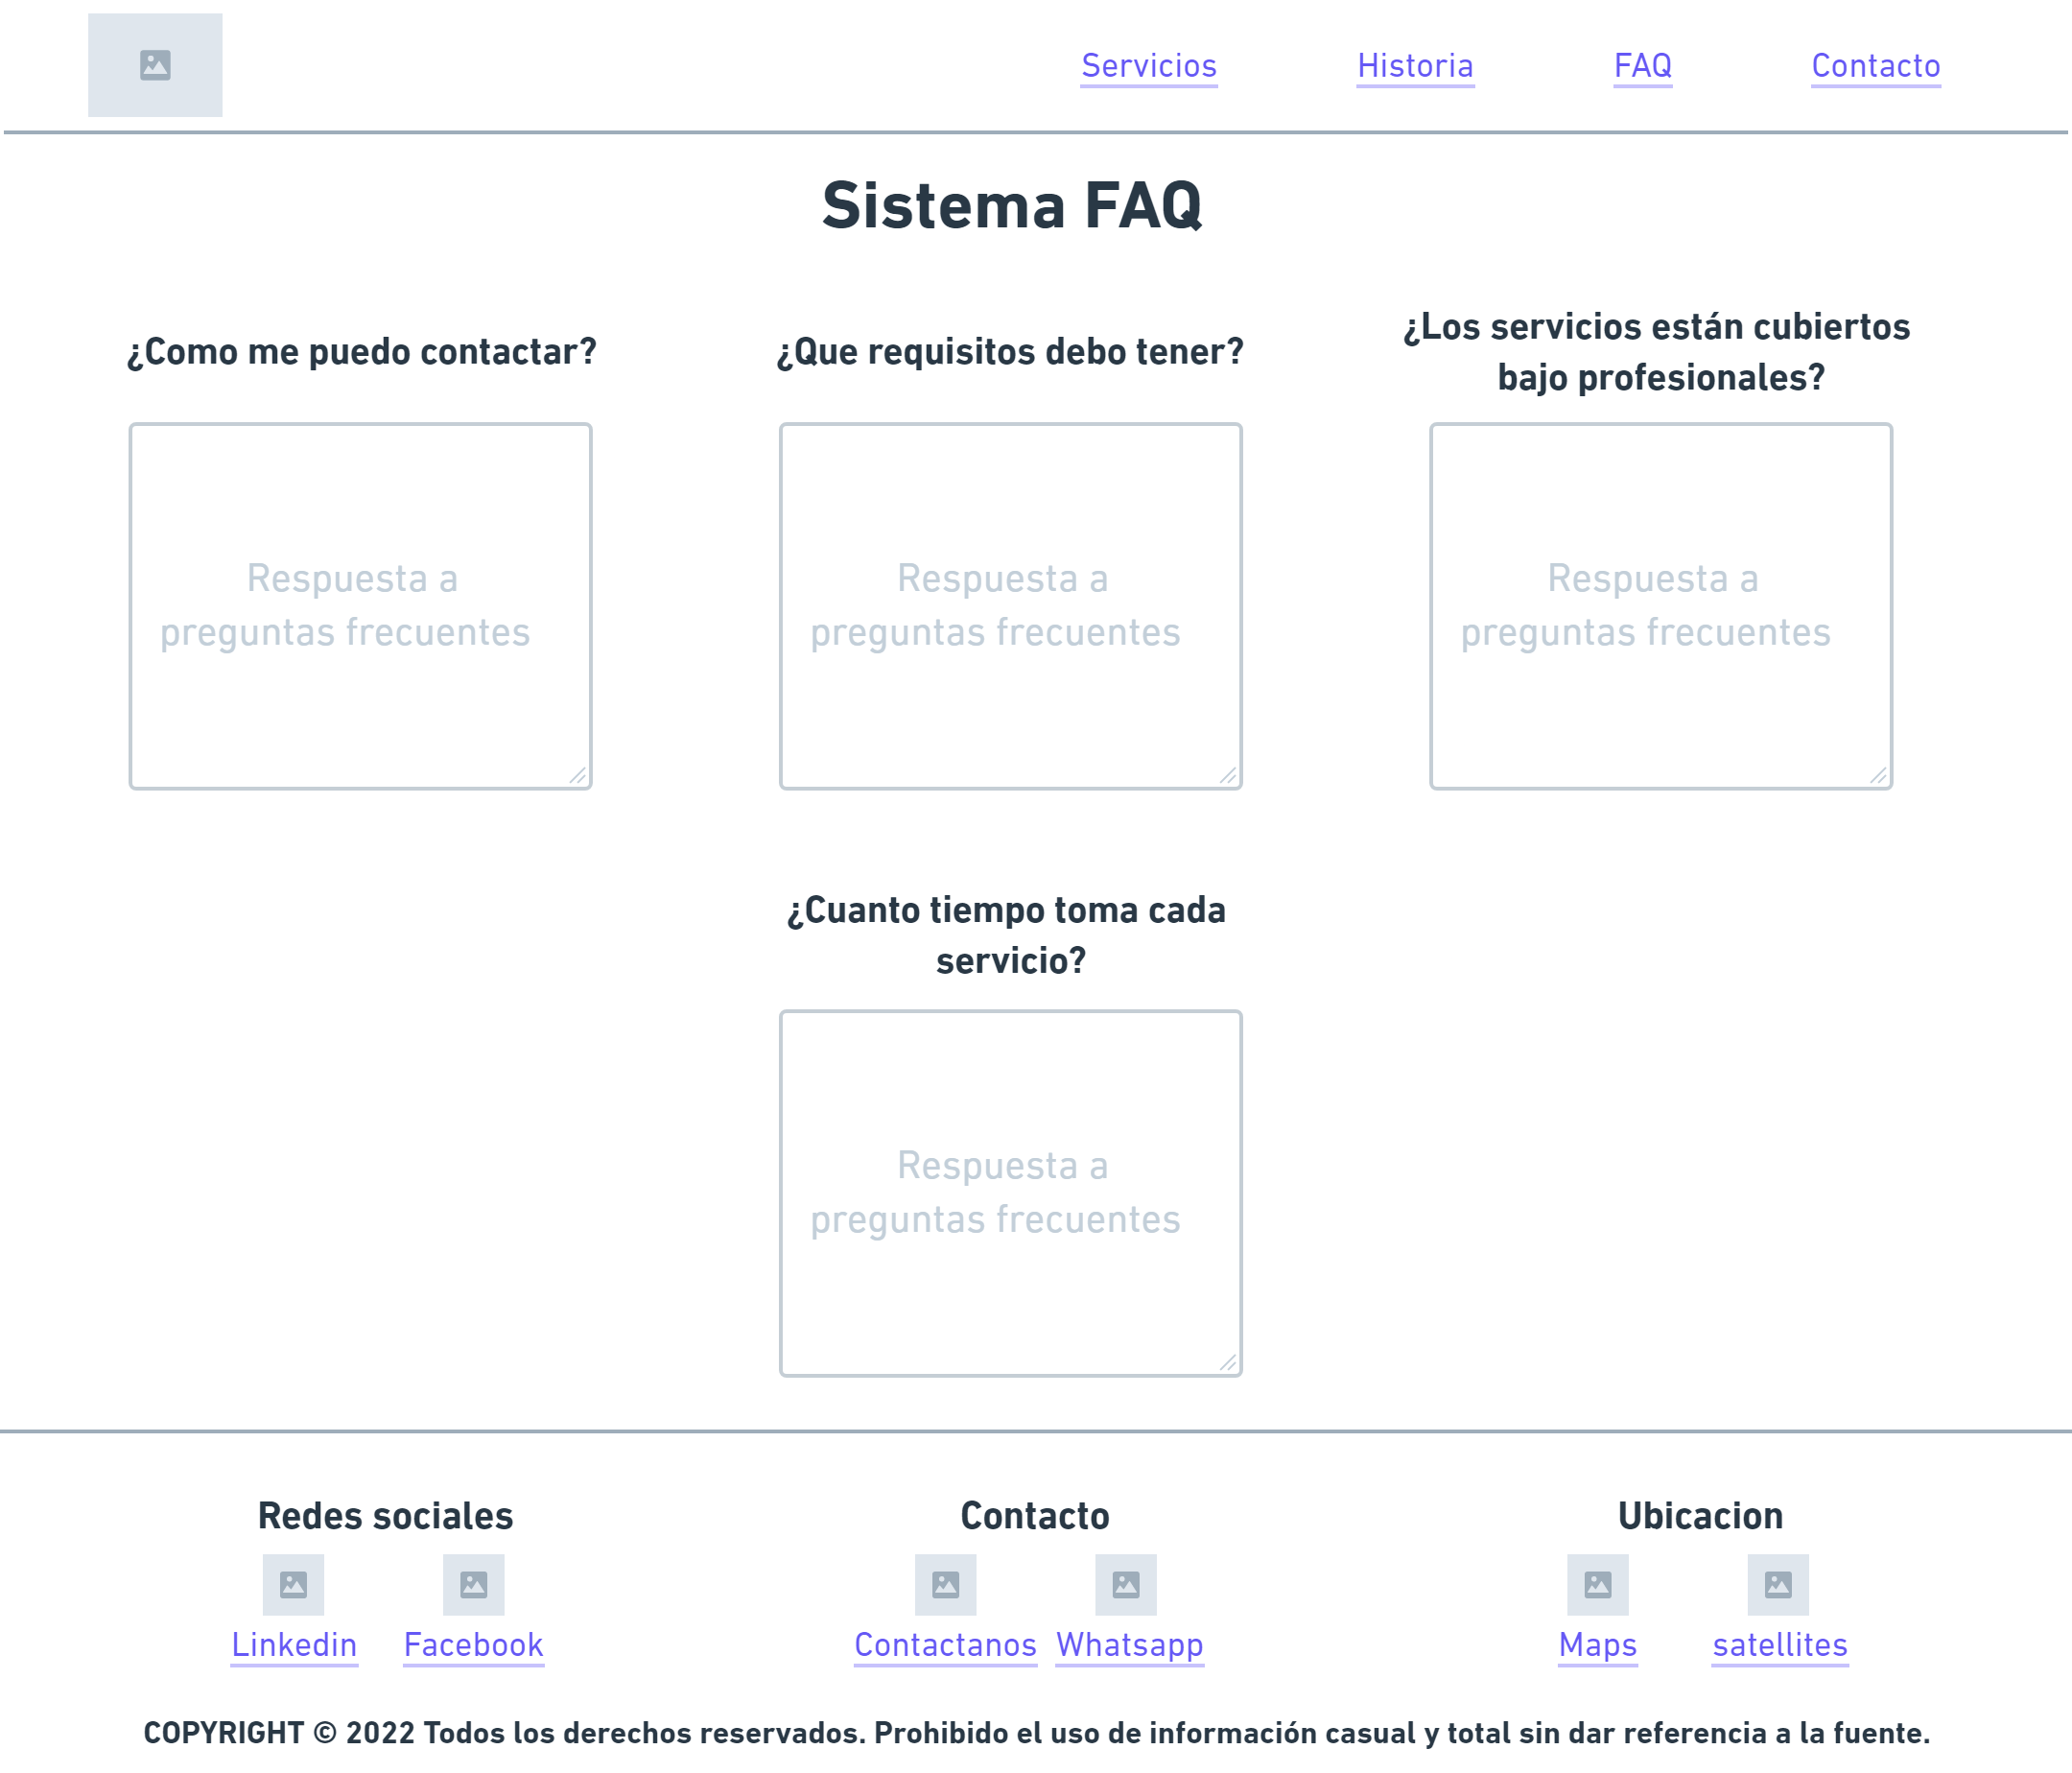 Servicios Historia FAQ Contacto
Sistema FAQ
¿Como me puedo contactar?
¿Que requisitos debo tener?
¿Los servicios están cubiertos
bajo profesionales?
Respuesta a
preguntas frecuentes
Respuesta a
preguntas frecuentes
Respuesta a
preguntas frecuentes
¿Cuanto tiempo toma cada
servicio?
Respuesta a
preguntas frecuentes
Redes sociales
Linkedin Facebook
Contacto
Contactanos Whatsapp
Ubicacion
Maps satellites
COPYRIGHT © 2022 Todos los derechos reservados. Prohibido el uso de información casual y total sin dar referencia a la fuente.